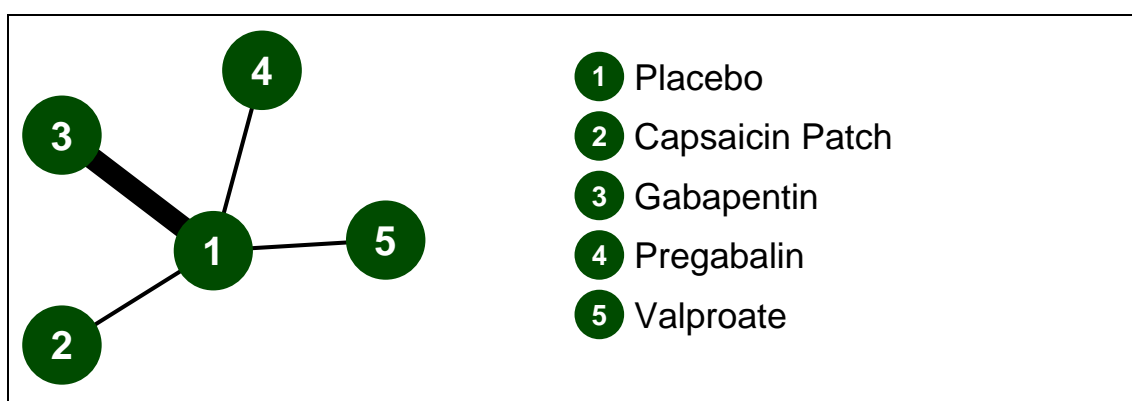 4
3
1
5
2
1 Placebo
2 Capsaicin Patch
3 Gabapentin
4 Pregabalin
5 Valproate